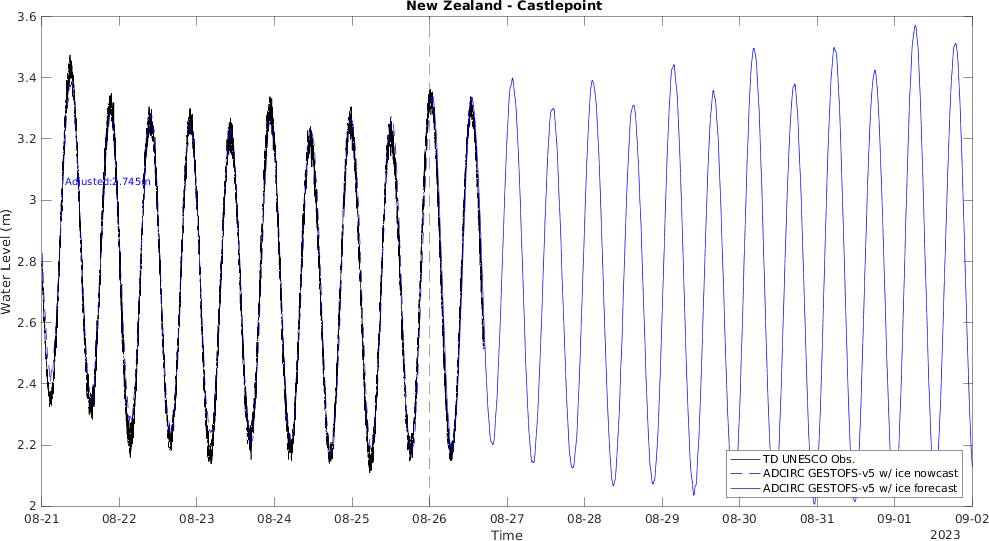 New Zealand - Castlepoint
3.6
3.4
3.2
3
2.8
2.6
2.4
2.2
2
Water Level (m)
Adjusted:2.745m
TD UNESCO Obs.
ADCIRC GESTOFS-v5 w/ ice nowcast
ADCIRC GESTOFS-v5 w/ ice forecast
08-21 08-22 08-23 08-24 08-25 08-26 08-27 08-28 08-29 08-30 08-31 09-01 09-02
Time
2023